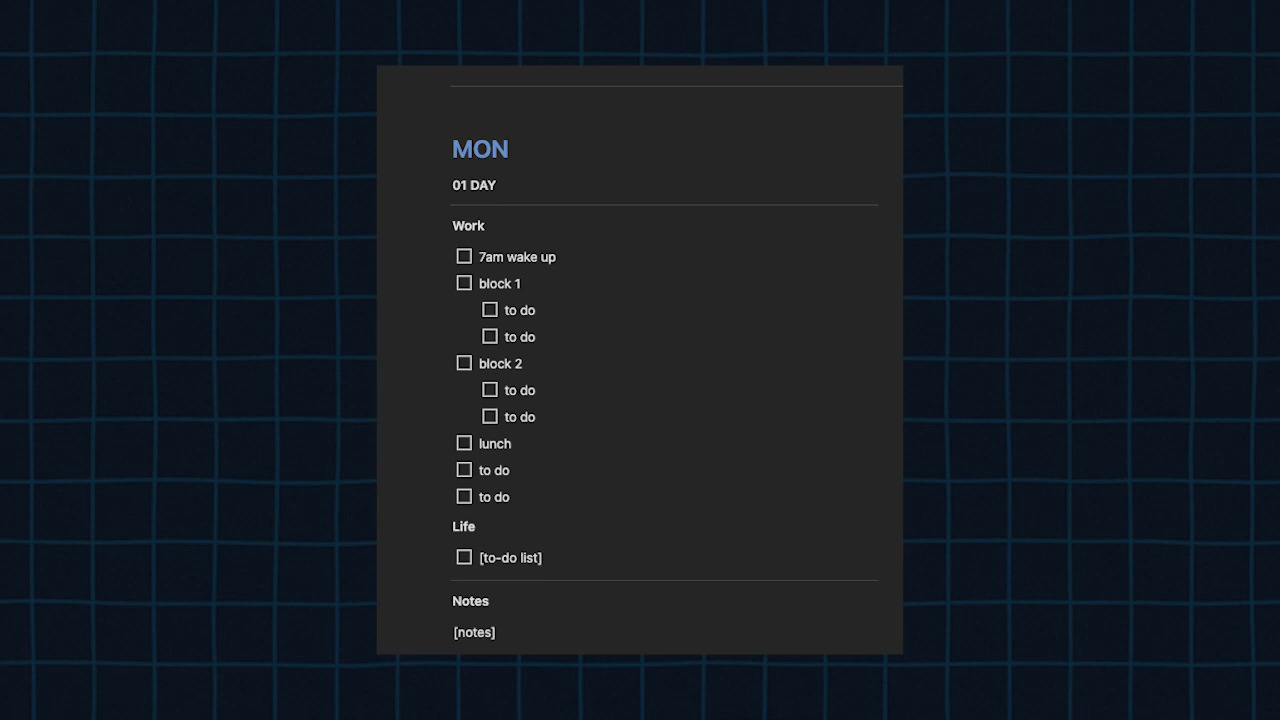 MON
01 DAY
Work
7am wake up
block 1
to do
to do
block 2
to do
to do
lunch
to do
to do
Life
[to-do list]
Notes
[notes]